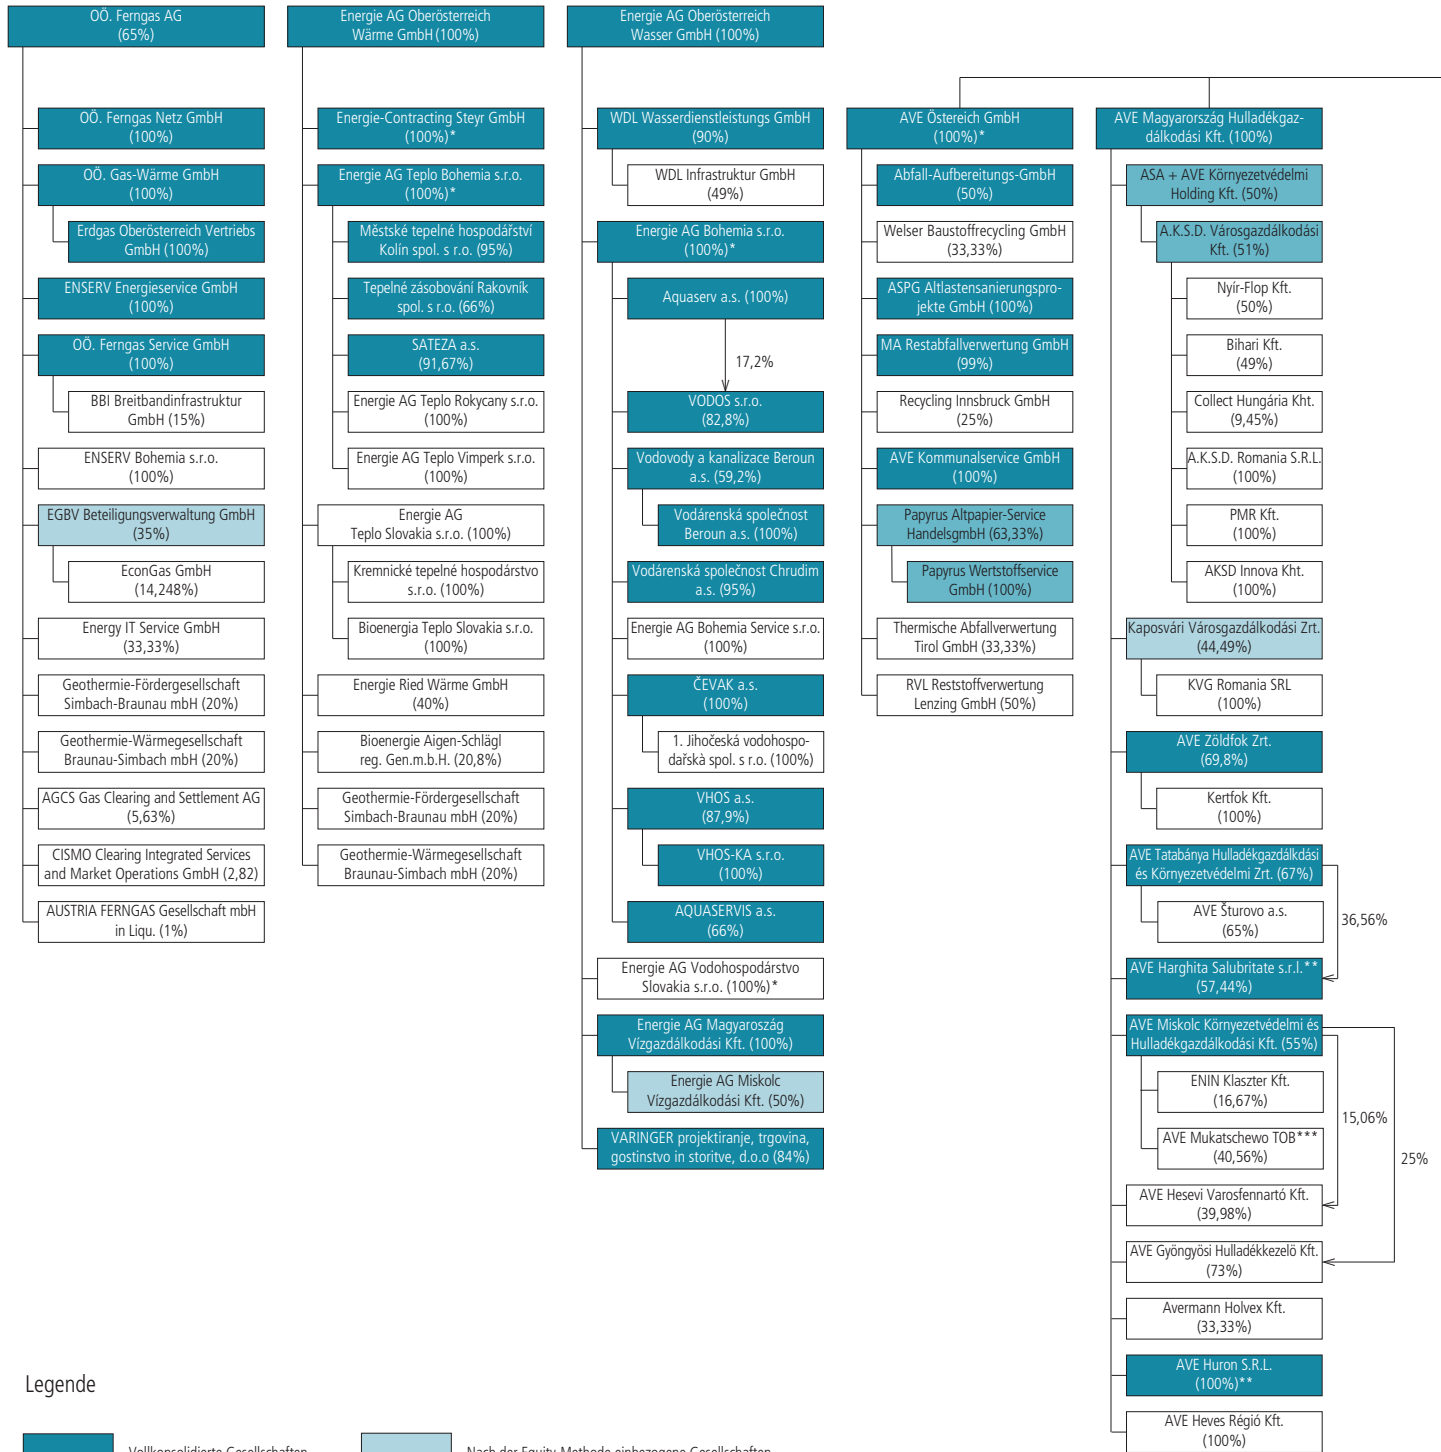 OÖ. Ferngas AG
(65%)
OÖ. Ferngas Netz GmbH
(100%)
OÖ. Gas-Wärme GmbH
(100%)
Erdgas Oberösterreich Vertriebs
GmbH (100%)
ENSERV Energieservice GmbH
(100%)
OÖ. Ferngas Service GmbH
(100%)
BBI Breitbandinfrastruktur
GmbH (15%)
ENSERV Bohemia s.r.o.
(100%)
EGBV Beteiligungsverwaltung GmbH
(35%)
EconGas GmbH
(14,248%)
Energy IT Service GmbH
(33,33%)
Geothermie-Fördergesellschaft
Simbach-Braunau mbH (20%)
Geothermie-Wärmegesellschaft
Braunau-Simbach mbH (20%)
AGCS Gas Clearing and Settlement AG
(5,63%)
CISMO Clearing Integrated Services
and Market Operations GmbH (2,82)
AUSTRIA FERNGAS Gesellschaft mbH
in Liqu. (1%)
Energie AG Oberösterreich
Wärme GmbH (100%)
Energie-Contracting Steyr GmbH
(100%)*
Energie AG Teplo Bohemia s.r.o.
(100%)*
Městské tepelné hospodářství
Kolín spol. s r.o. (95%)
Tepelné zásobování Rakovník
spol. s r.o. (66%)
SATEZA a.s.
(91,67%)
Energie AG Teplo Rokycany s.r.o.
(100%)
Energie AG Teplo Vimperk s.r.o.
(100%)
Energie AG
Teplo Slovakia s.r.o. (100%)
Kremnické tepelné hospodárstvo
s.r.o. (100%)
Bioenergia Teplo Slovakia s.r.o.
(100%)
Energie Ried Wärme GmbH
(40%)
Bioenergie Aigen-Schlägl
reg. Gen.m.b.H. (20,8%)
Geothermie-Fördergesellschaft
Simbach-Braunau mbH (20%)
Geothermie-Wärmegesellschaft
Braunau-Simbach mbH (20%)
Energie AG Oberösterreich
Wasser GmbH (100%)
WDL Wasserdienstleistungs GmbH
(90%)
WDL Infrastruktur GmbH
(49%)
Energie AG Bohemia s.r.o.
(100%)*
Aquaserv a.s. (100%)
17,2%
VODOS s.r.o.
(82,8%)
Vodovody a kanalizace Beroun
a.s. (59,2%)
Vodárenská společnost
Beroun a.s. (100%)
Vodárenská společnost Chrudim
a.s. (95%)
Energie AG Bohemia Service s.r.o.
(100%)
ČEVAK a.s.
(100%)
1. Jihočeská vodohospo-
dařskà spol. s r.o. (100%)
VHOS a.s.
(87,9%)
VHOS-KA s.r.o.
(100%)
AQUASERVIS a.s.
(66%)
Energie AG Vodohospodárstvo
Slovakia s.r.o. (100%)*
Energie AG Magyaroszág
Vízgazdálkodási Kft. (100%)
Energie AG Miskolc
Vízgazdálkodási Kft. (50%)
VARINGER projektiranje, trgovina,
gostinstvo in storitve, d.o.o (84%)
AVE Östereich GmbH
(100%)*
Abfall-Aufbereitungs-GmbH
(50%)
Welser Baustoffrecycling GmbH
(33,33%)
ASPG Altlastensanierungspro-
jekte GmbH (100%)
MA Restabfallverwertung GmbH
(99%)
Recycling Innsbruck GmbH
(25%)
AVE Kommunalservice GmbH
(100%)
Papyrus Altpapier-Service
HandelsgmbH (63,33%)
Papyrus Wertstoffservice
GmbH (100%)
Thermische Abfallverwertung
Tirol GmbH (33,33%)
RVL Reststoffverwertung
Lenzing GmbH (50%)
AVE Magyarország Hulladékgaz-
dálkodási Kft. (100%)
ASA + AVE Környezetvédelmi
Holding Kft. (50%)
A.K.S.D. Városgazdálkodási
Kft. (51%)
Nyír-Flop Kft.
(50%)
Bihari Kft.
(49%)
Collect Hungária Kht.
(9,45%)
A.K.S.D. Romania S.R.L.
(100%)
PMR Kft.
(100%)
AKSD Innova Kht.
(100%)
Kaposvári Városgazdálkodási Zrt.
(44,49%)
KVG Romania SRL
(100%)
AVE Zöldfok Zrt.
(69,8%)
Kertfok Kft.
(100%)
AVE Tatabánya Hulladékgazdálkdási
és Környezetvédelmi Zrt. (67%)
AVE Šturovo a.s.
(65%)
36,56%
AVE Harghita Salubritate s.r.l.**
(57,44%)
AVE Miskolc Környezetvédelmi és
Hulladékgazdálkodási Kft. (55%)
ENIN Klaszter Kft.
(16,67%)
15,06%
AVE Mukatschewo TOB***
(40,56%)
25%
AVE Hesevi Varosfennartó Kft.
(39,98%)
AVE Gyöngyösi Hulladékkezelö Kft.
(73%)
Avermann Holvex Kft.
(33,33%)
AVE Huron S.R.L.
(100%)**
AVE Heves Régió Kft.
(100%)
Legende
Vollkonsolidierte Gesellschaften
Nach der Equity-Methode einbezogene Gesellschaften